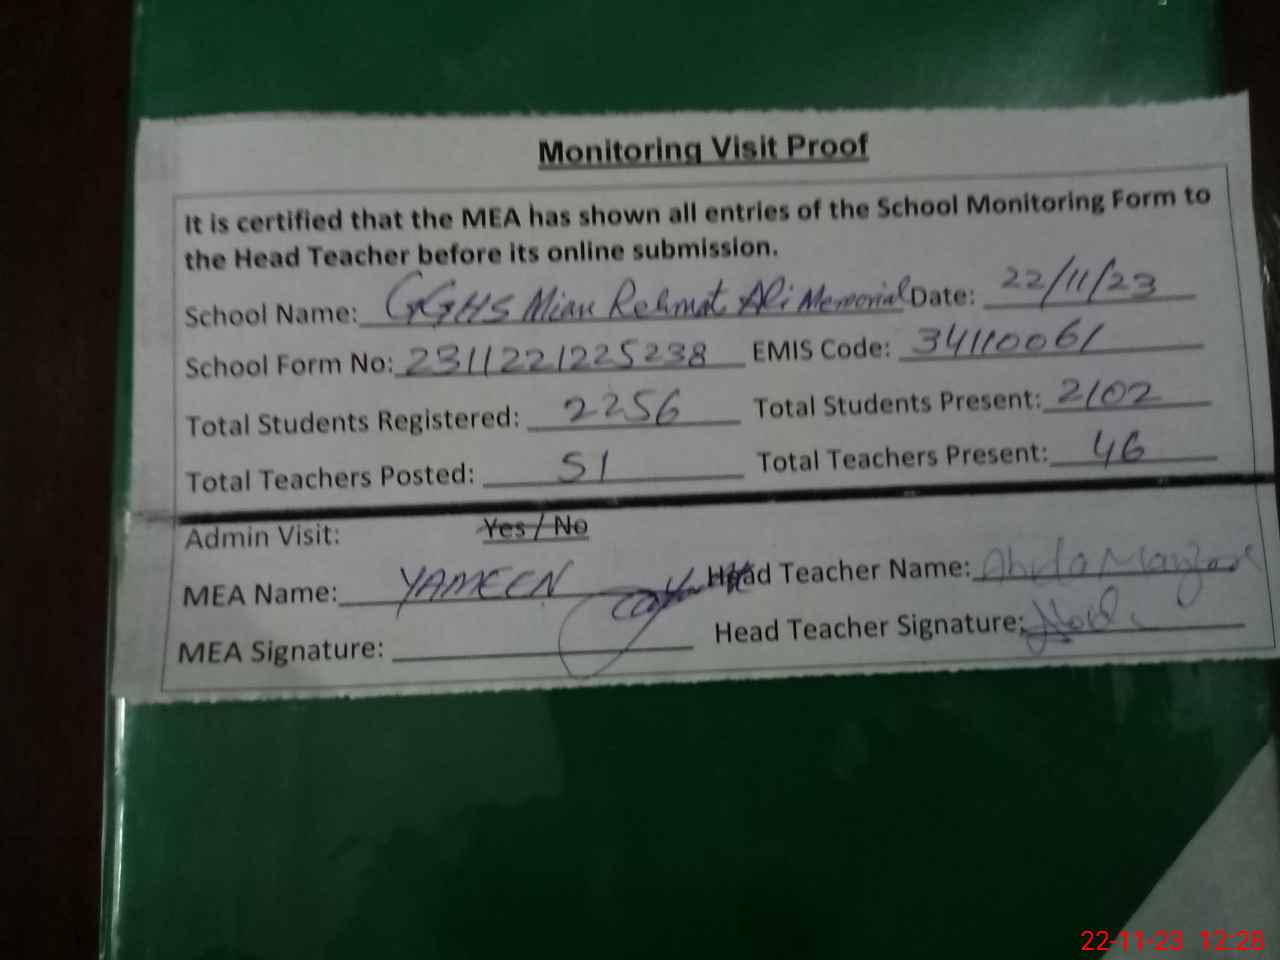 Monitoring Visit Proof
It is certified that the MEA has shown all entries of the School Monitoring Form to
the Head Teacher before its online submission.
School Name: GGHS Mian Rehmat Ali Memorial Date: 22/11/23
School Form No: 2311221225238 EMIS Code: 34110061
Total Students Registered: 2256 Total Students Present: 2102
Total Teachers Posted: 51 Total Teachers Present: 46
Admin Visit: Yes / No
MEA Name: YAMEEN Head Teacher Name:
MEA Signature: Head Teacher Signature:
22-11-23 12:28